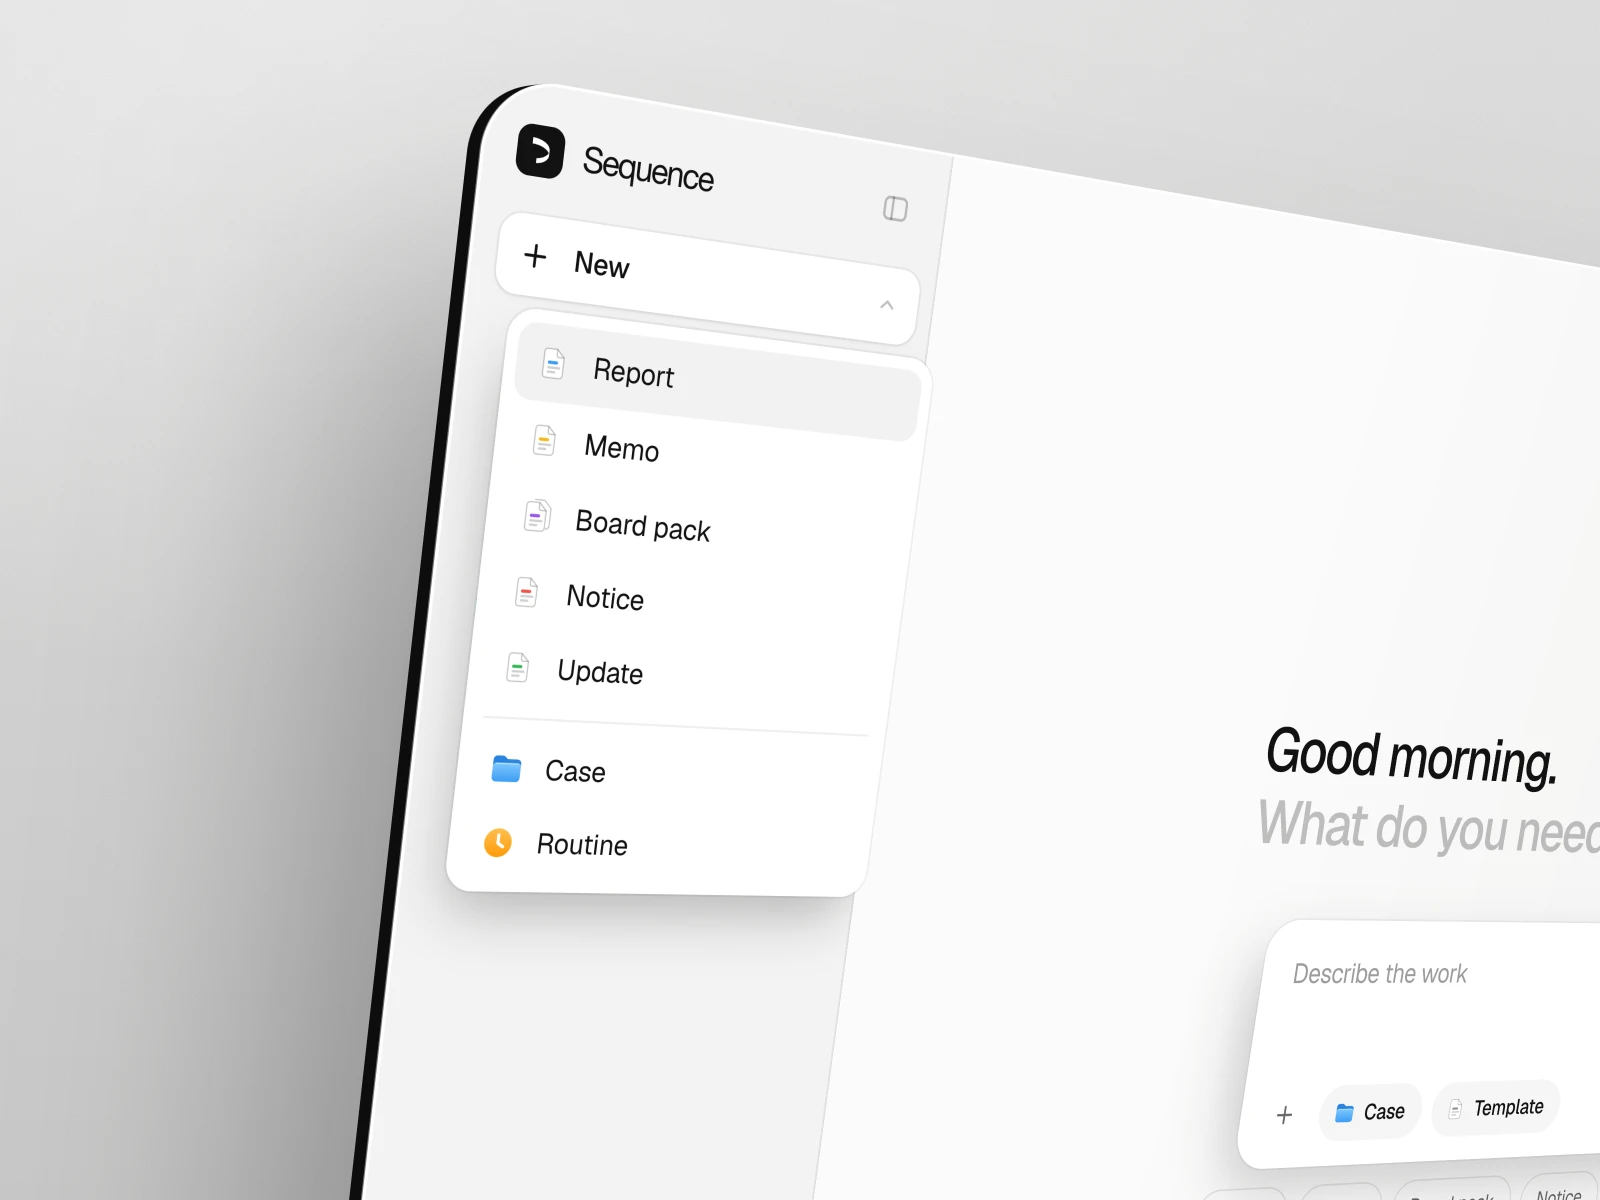 Sequence
New
Report
Memo
Board pack
Notice
Update
Case
Routine
Good morning.
What do you need
Describe the work
Case
Template
Notice